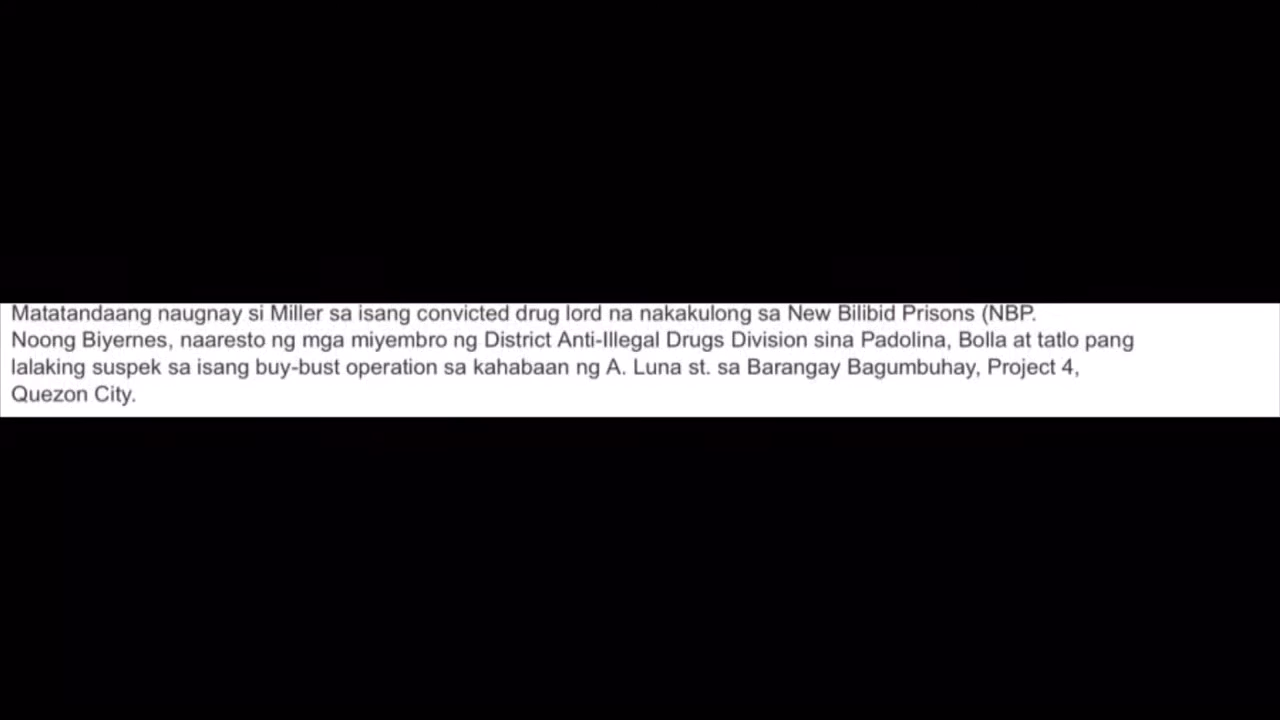 Matatandaang naugnay si Miller sa isang convicted drug lord na nakakulong sa New Bilibid Prisons (NBP.
Noong Biyernes, naaresto ng mga miyembro ng District Anti-Illegal Drugs Division sina Padolina, Bolla at tatlo pang
lalaking suspek sa isang buy-bust operation sa kahabaan ng A. Luna st. sa Barangay Bagumbuhay, Project 4,
Quezon City.